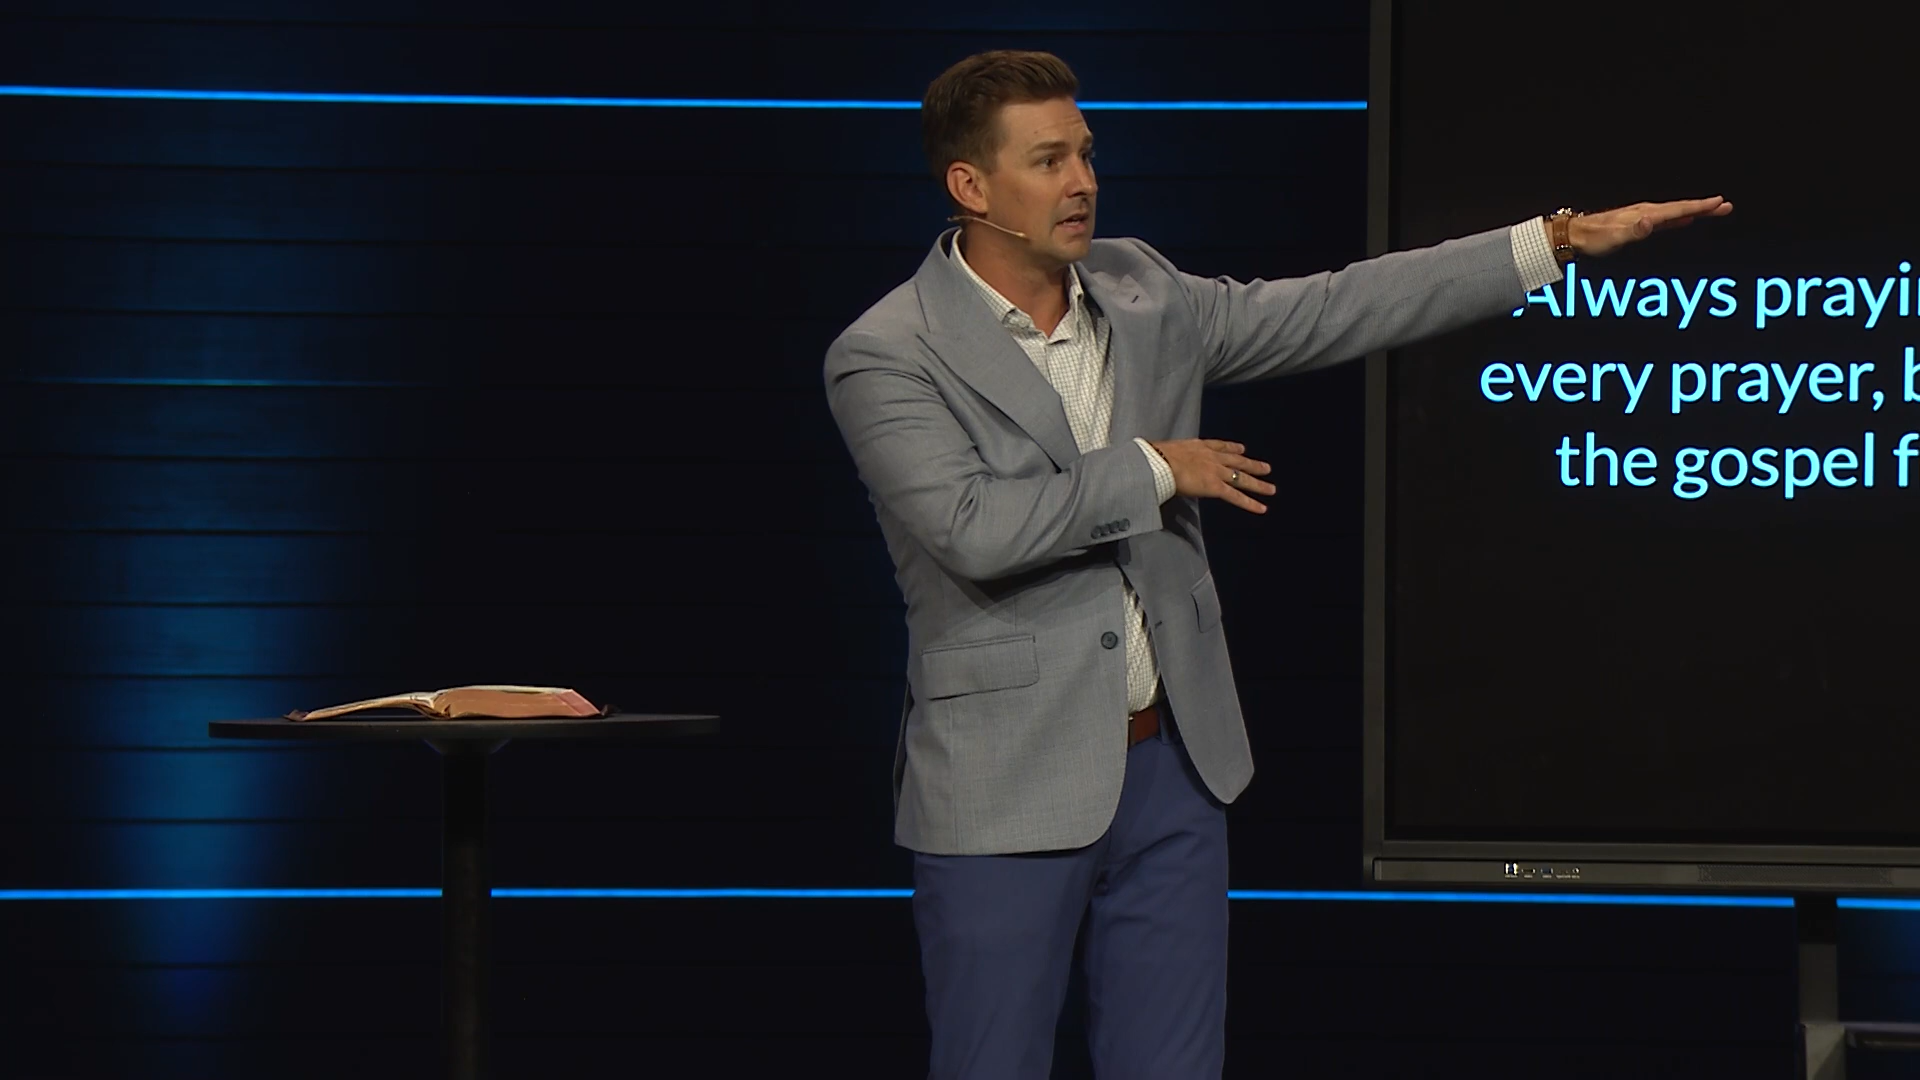 Always prayi
every prayer, b
the gospel f